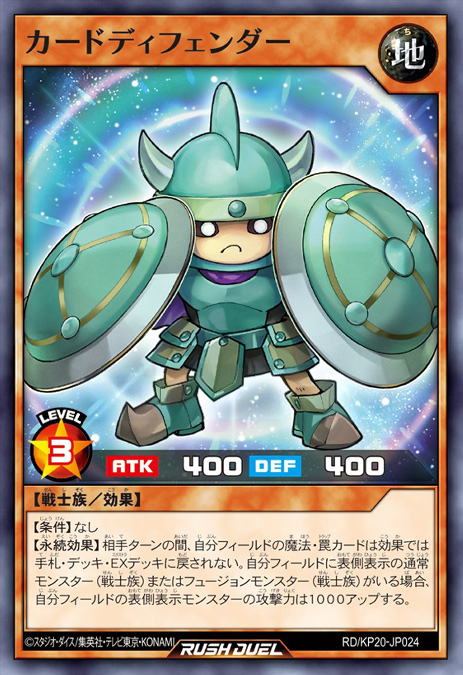 カードディフェンダー
地
LEVEL
3
ATK 400 DEF 400
【戦士族／効果】
【条件】なし
【永続効果】相手ターンの間、自分フィールドの魔法・罠カードは効果では
手札・デッキ・EXデッキに戻されない。自分フィールドに表側表示の通常
モンスター（戦士族）またはフュージョンモンスター（戦士族）がいる場合、
自分フィールドの表側表示モンスターの攻撃力は1000アップする。
©スタジオ・ダイス/集英社・テレビ東京・KONAMI
RUSH DUEL
RD/KP20-JP024